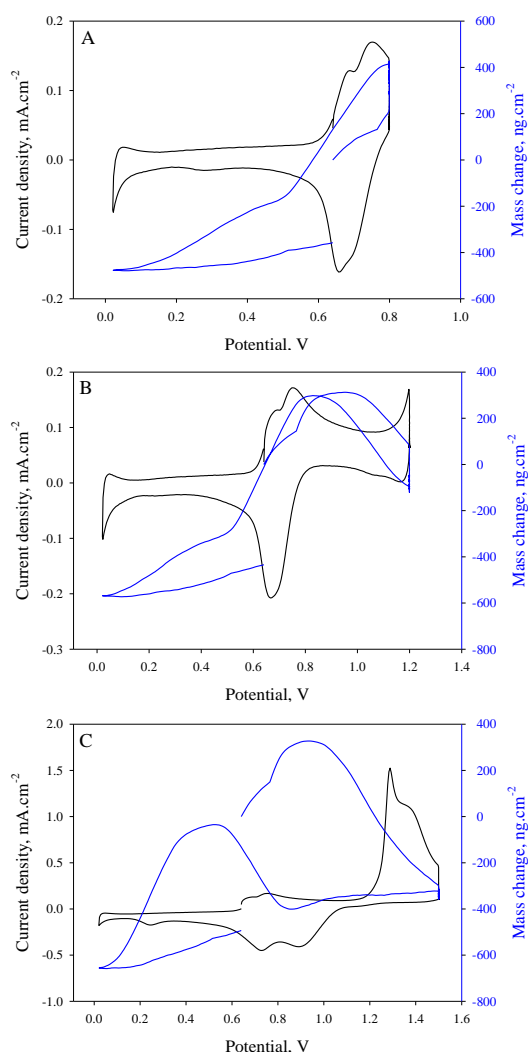 A
0.2
0.1
0.0
-0.1
-0.2
Current density, mA.cm-2
600
400
200
0
-200
-400
-600
Mass change, ng.cm-2
0.0 0.2 0.4 0.6 0.8 1.0
Potential, V
B
0.2
0.1
0.0
-0.1
-0.2
-0.3
Current density, mA.cm-2
400
200
0
-200
-400
-600
-800
Mass change, ng.cm-2
0.0 0.2 0.4 0.6 0.8 1.0 1.2 1.4
Potential, V
C
2.0
1.5
1.0
0.5
0.0
-0.5
-1.0
Current density, mA.cm-2
400
200
0
-200
-400
-600
-800
Mass change, ng.cm-2
0.0 0.2 0.4 0.6 0.8 1.0 1.2 1.4 1.6
Potential, V